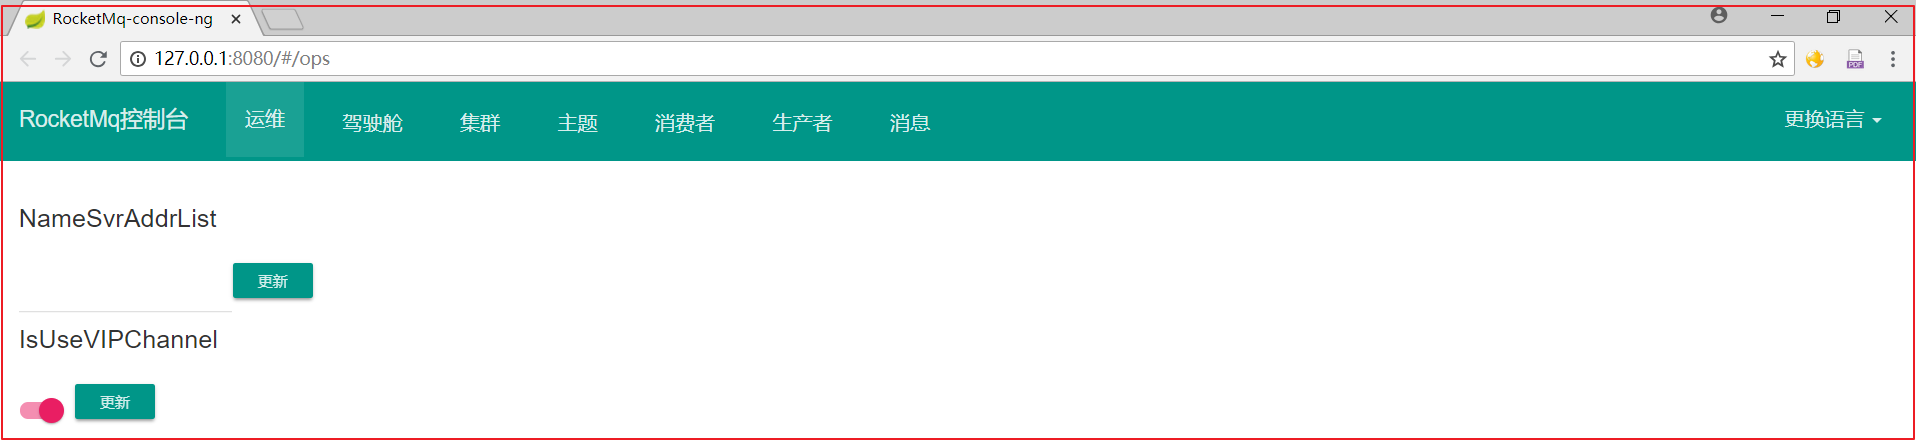 RocketMq-console-ng
127.0.0.1:8080/#/ops
PDF
RocketMq控制台 运维 驾驶舱 集群 主题 消费者 生产者 消息 更换语言
NameSvrAddrList
更新
IsUseVIPChannel
更新